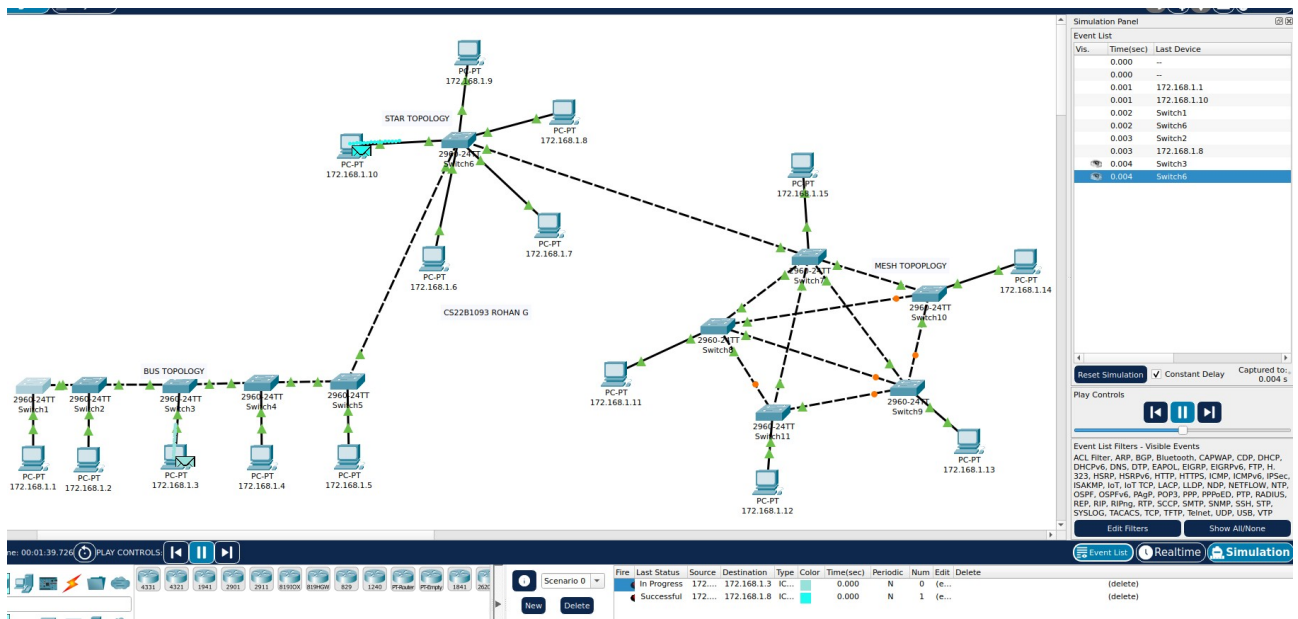 Simulation Panel
Event List
Vis. Time(sec) Last Device
0.000 --
0.000 --
0.001 172.168.1.1
0.001 172.168.1.10
0.002 Switch1
0.002 Switch6
0.003 Switch2
0.003 172.168.1.8
0.004 Switch3
0.004 Switch6
Reset Simulation Constant Delay Captured to:
0.004 s
Play Controls
Event List Filters - Visible Events
ACL Filter, ARP, BGP, Bluetooth, CAPWAP, CDP, DHCP,
DHCPv6, DNS, DTP, EAPOL, EIGRP, EIGRPv6, FTP, H.
323, HSRP, HSRPv6, HTTP, HTTPS, ICMP, ICMPv6, IPSec,
ISAKMP, IoT, IoT TCP, LACP, LLDP, NDP, NETFLOW, NTP,
OSPF, OSPFv6, PAgP, POP3, PPP, PPPoED, PTP, RADIUS,
REP, RIP, RIPng, RTP, SCCP, SMTP, SNMP, SSH, STP,
SYSLOG, TACACS, TCP, TFTP, Telnet, UDP, USB, VTP
Edit Filters Show All/None
Event List Realtime Simulation
PC-PT
172.168.1.9
STAR TOPOLOGY
PC-PT
172.168.1.8
2960-24TT
Switch6
PC-PT
172.168.1.10
PC-PT
172.168.1.7
PC-PT
172.168.1.6
CS22B1093 ROHAN G
PC-PT
172.168.1.15
MESH TOPOPLOGY
2960-24TT
Switch7
PC-PT
172.168.1.14
2960-24TT
Switch10
2960-24TT
Switch8
PC-PT
172.168.1.11
2960-24TT
Switch9
2960-24TT
Switch11
PC-PT
172.168.1.13
PC-PT
172.168.1.12
BUS TOPOLOGY
2960-24TT
Switch1
2960-24TT
Switch2
2960-24TT
Switch3
2960-24TT
Switch4
2960-24TT
Switch5
PC-PT
172.168.1.1
PC-PT
172.168.1.2
PC-PT
172.168.1.3
PC-PT
172.168.1.4
PC-PT
172.168.1.5
00:01:39.726 PLAY CONTROLS:
4331 4321 1941 2901 2911 819IOX 819HGW 829 1240 PT-Router PT-Empty 1841
Scenario 0
New Delete
Fire Last Status Source Destination Type Color Time(sec) Periodic Num Edit Delete
In Progress 172.... 172.168.1.3 IC... 0.000 N 0 (e... (delete)
Successful 172.... 172.168.1.8 IC... 0.000 N 1 (e... (delete)